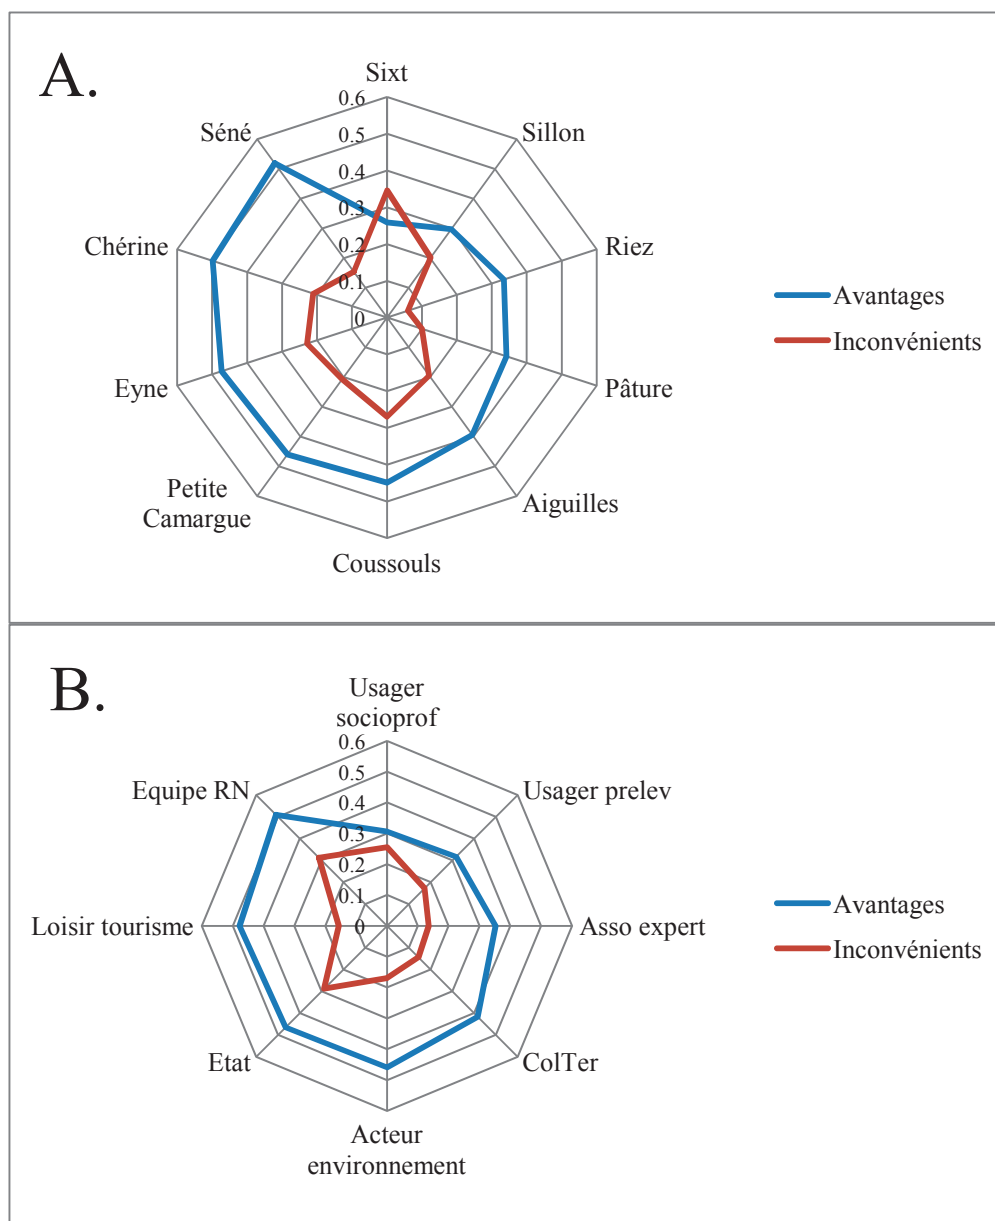 A.
Sixt
0.6
Séné
Sillon
0.5
0.4
0.3
Chérine
Riez
0.2
0.1
Avantages
0
Inconvénients
Eyne
Pâture
Petite
Camargue
Aiguilles
Coussouls
B.
Usager
socioprof
0.6
Equipe RN
Usager prelev
0.5
0.4
0.3
0.2
0.1
Avantages
Loisir tourisme
0
Asso expert
Inconvénients
Etat
ColTer
Acteur
environnement